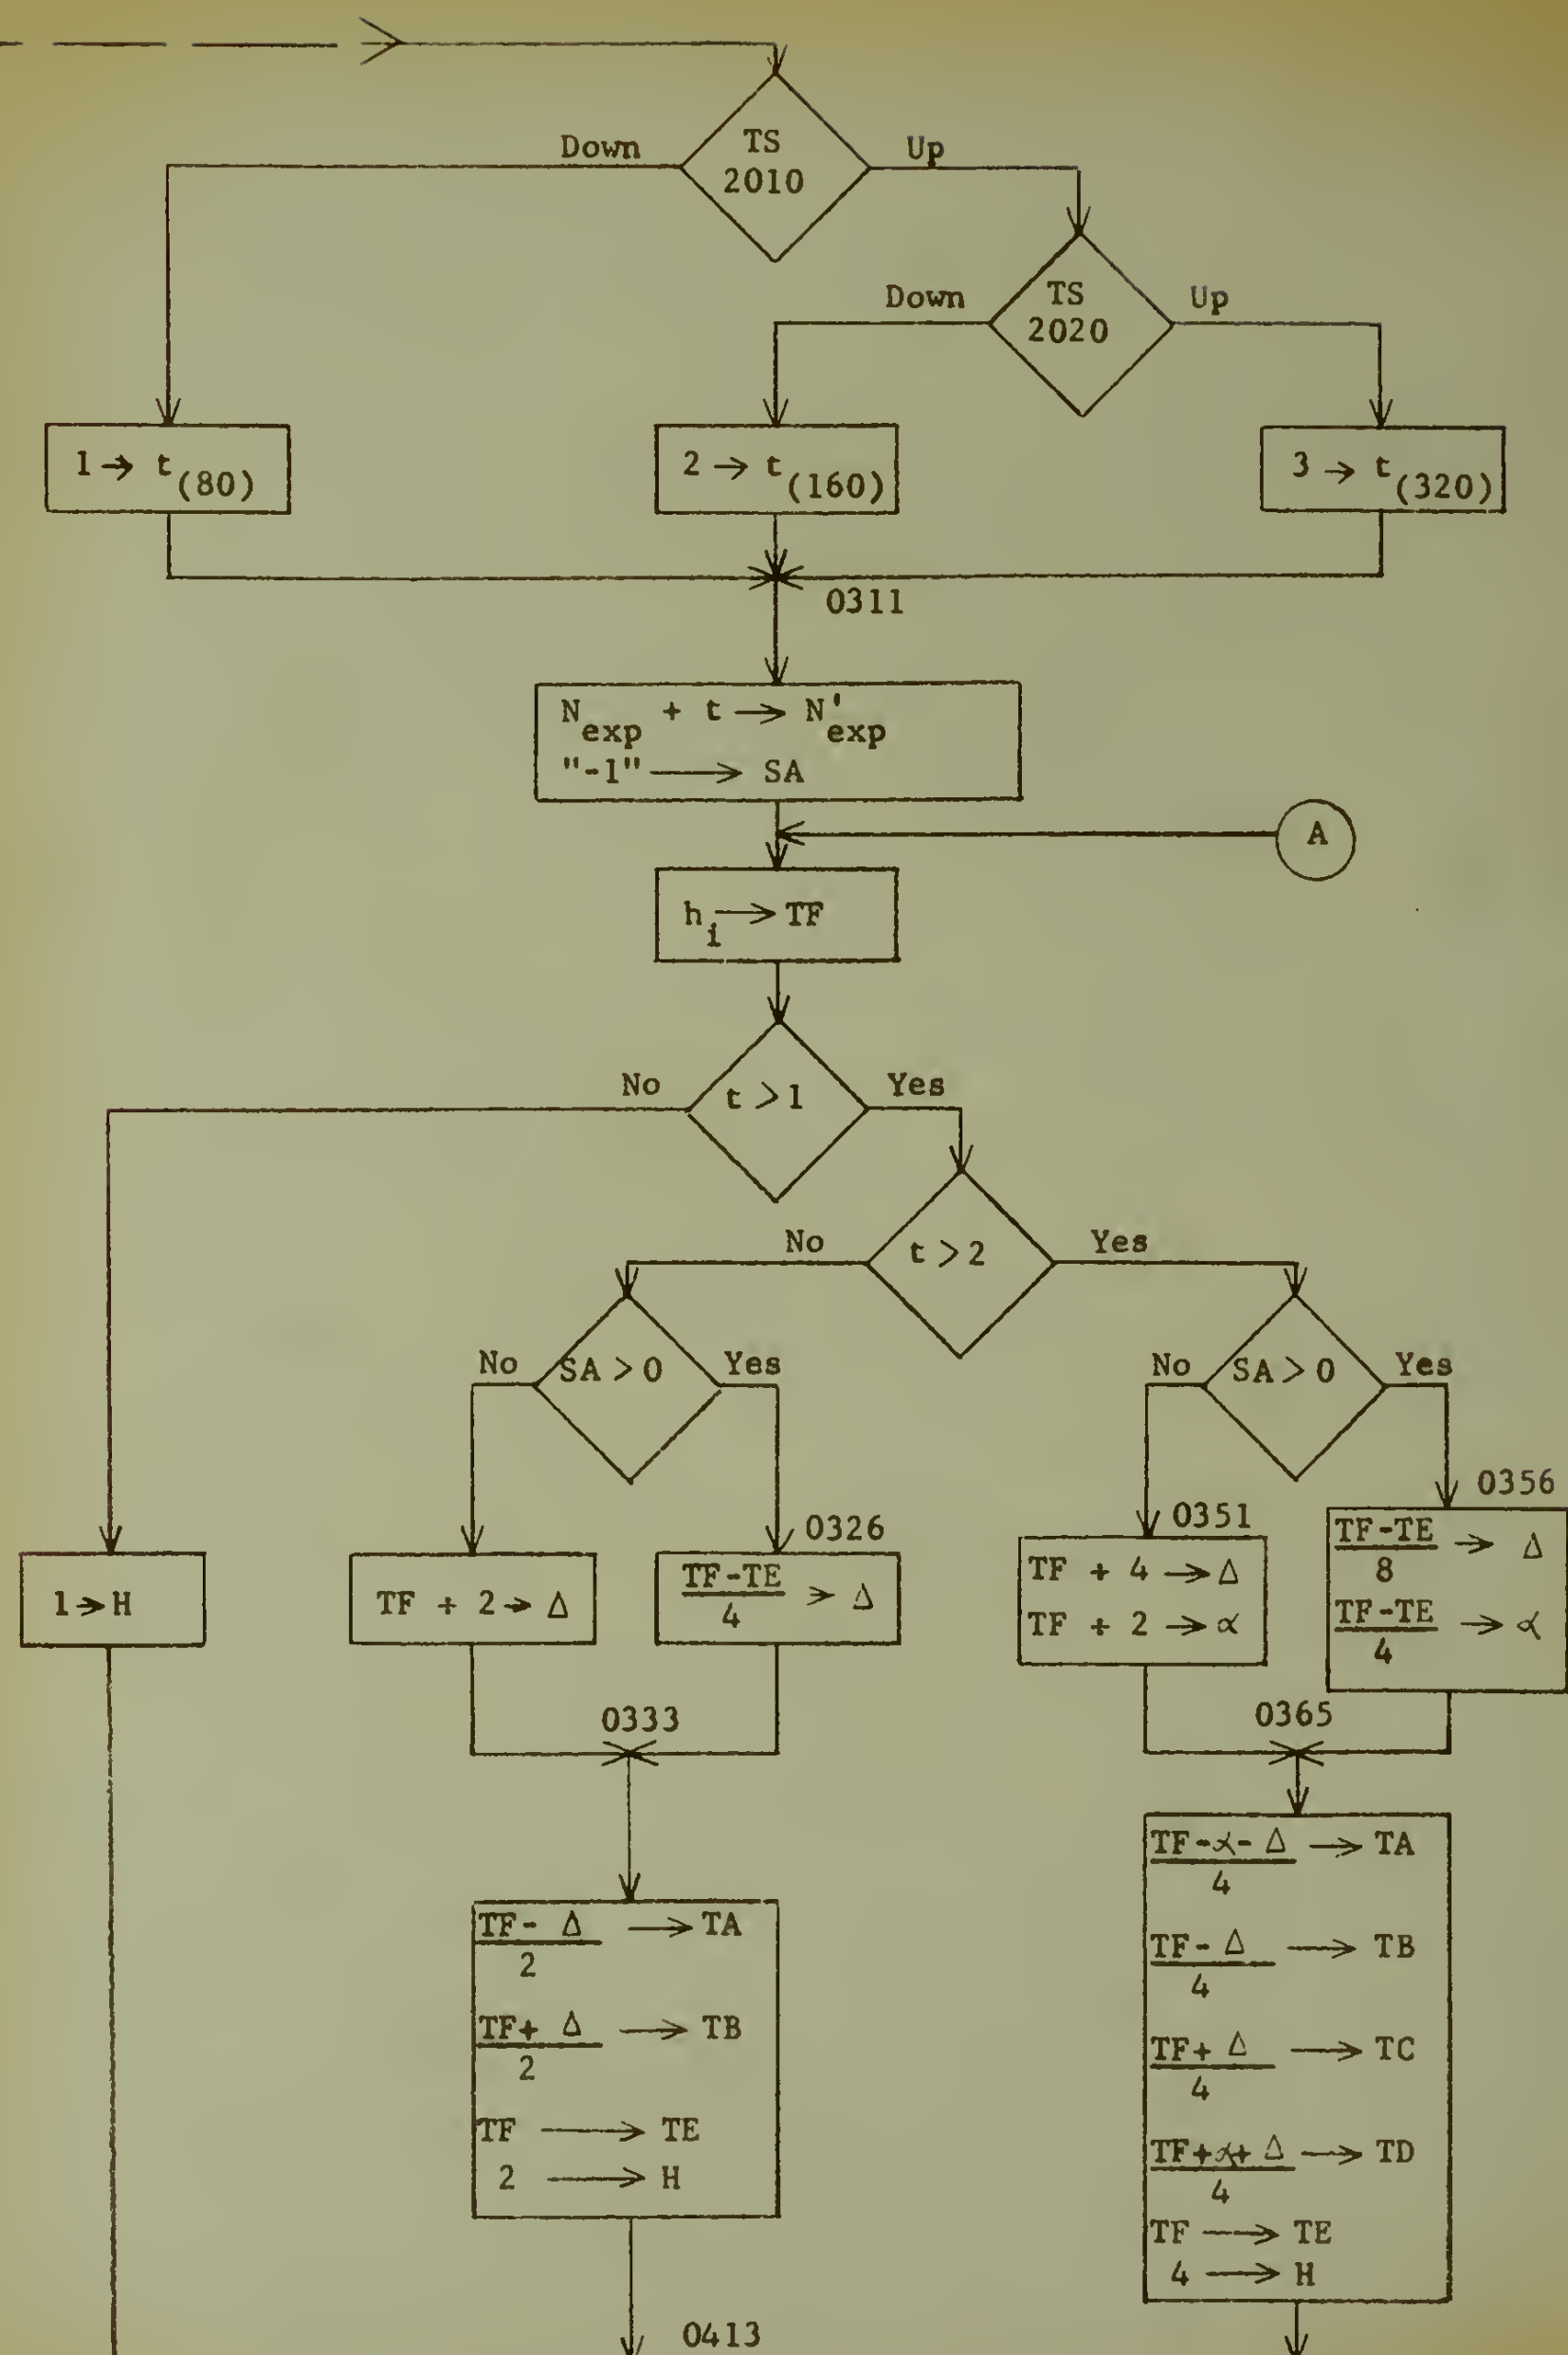 TS
2010
Down
Up
TS
2020
Down
Up
1 → t(80)
2 → t(160)
3 → t(320)
0311
Nexp + t → N'exp
"-1" → SA
A
hi → TF
t > 1
No
Yes
t > 2
No
Yes
SA > 0
No
Yes
SA > 0
No
Yes
1 → H
TF + 2 → Δ
0326
TF-TE
4
→ Δ
0351
TF + 4 → Δ
TF + 2 → α
0356
TF-TE
8
→ Δ
TF-TE
4
→ α
0333
0365
TF- Δ
2
→ TA
TF+ Δ
2
→ TB
TF → TE
2 → H
TF-α- Δ
4
→ TA
TF- Δ
4
→ TB
TF+ Δ
4
→ TC
TF+α+ Δ
4
→ TD
TF → TE
4 → H
0413